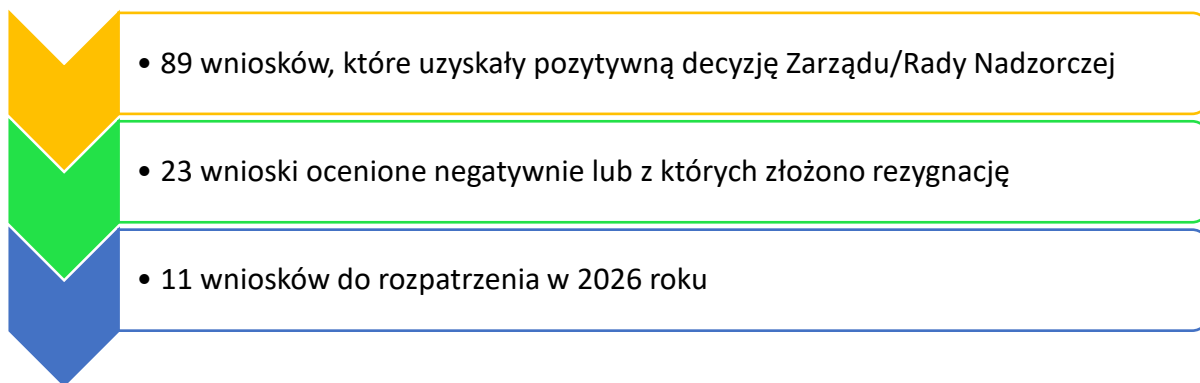 • 89 wniosków, które uzyskały pozytywną decyzję Zarządu/Rady Nadzorczej
• 23 wnioski ocenione negatywnie lub z których złożono rezygnację
• 11 wniosków do rozpatrzenia w 2026 roku